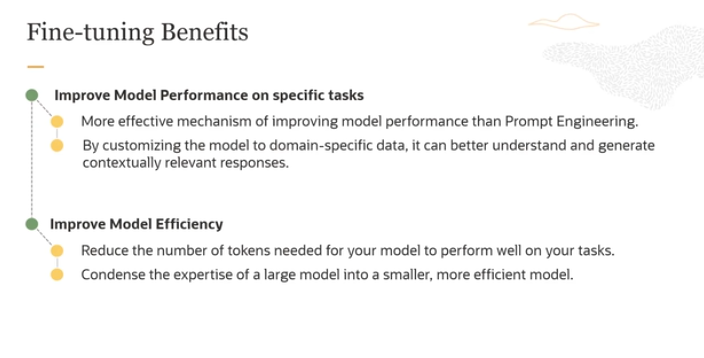 Fine-tuning Benefits
Improve Model Performance on specific tasks
More effective mechanism of improving model performance than Prompt Engineering.
By customizing the model to domain-specific data, it can better understand and generate
contextually relevant responses.
Improve Model Efficiency
Reduce the number of tokens needed for your model to perform well on your tasks.
Condense the expertise of a large model into a smaller, more efficient model.